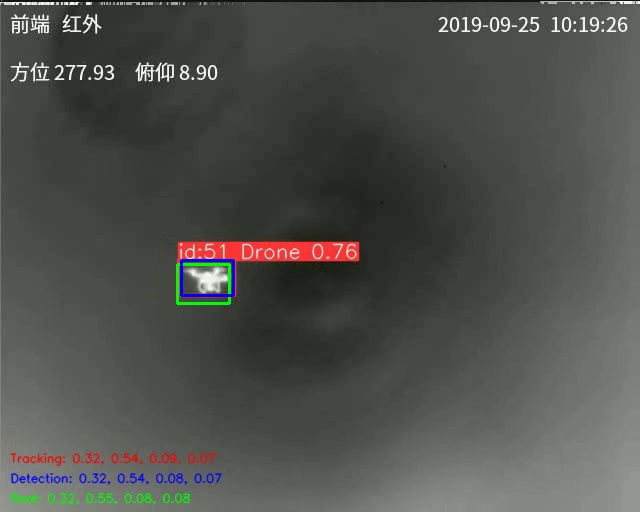 前端 红外
2019-09-25 10:19:26
方位 277.93 俯仰 8.90
id:51 Drone 0.76
Tracking: 0.32, 0.54, 0.09, 0.07
Detection: 0.32, 0.54, 0.08, 0.07
Real: 0.32, 0.55, 0.08, 0.08